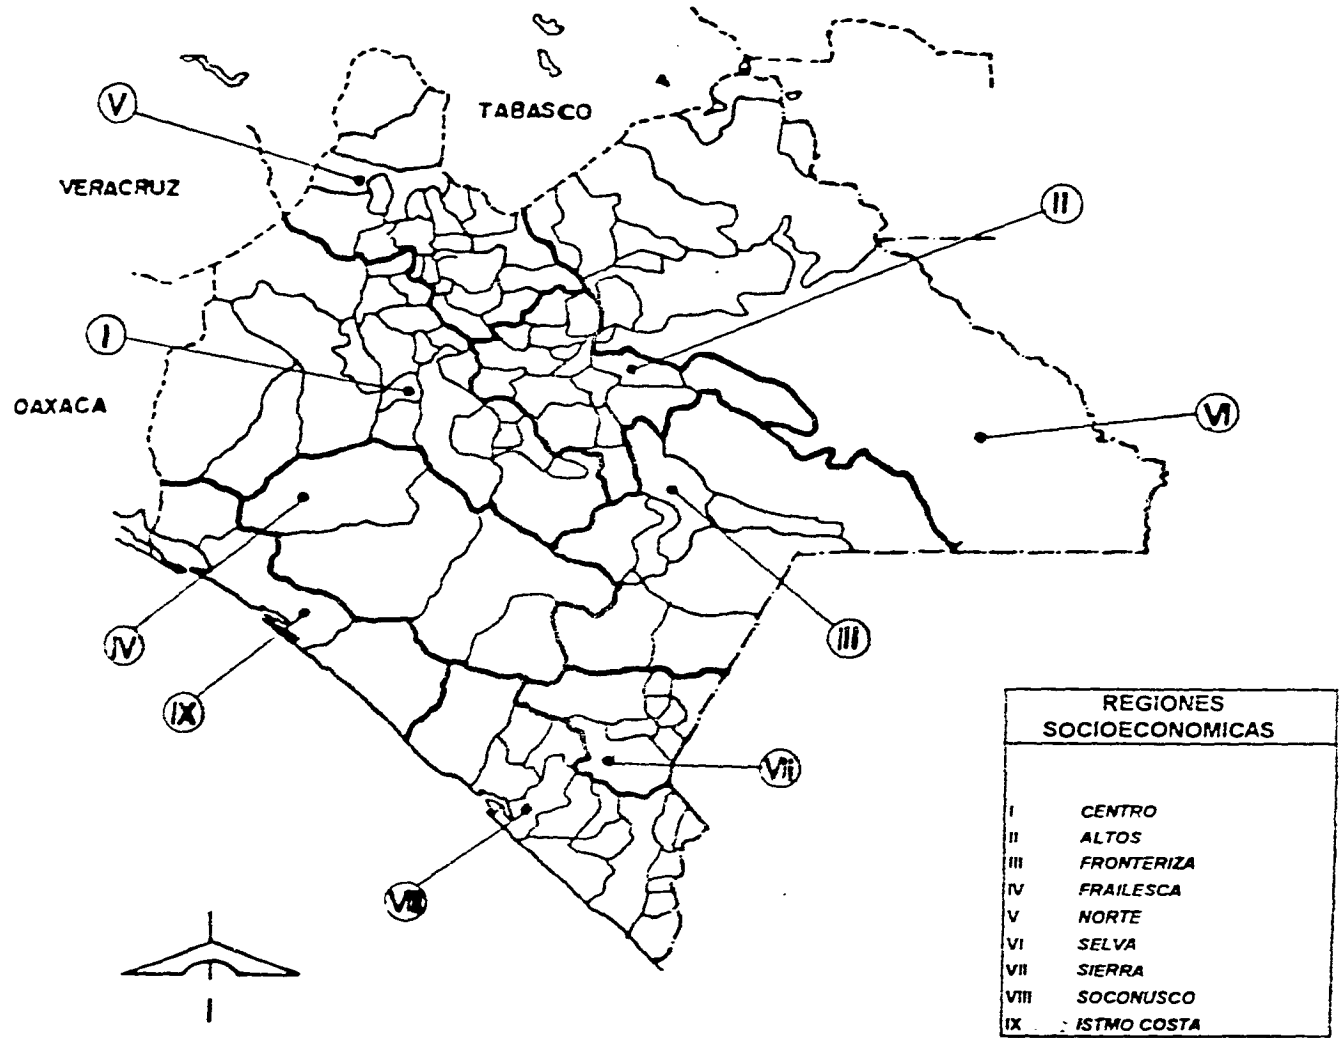 TABASCO
V
VERACRUZ
II
I
OAXACA
VI
IV
III
IX
VII
VIII
REGIONES
SOCIOECONOMICAS
I CENTRO
II ALTOS
III FRONTERIZA
IV FRAILESCA
V NORTE
VI SELVA
VII SIERRA
VIII SOCONUSCO
IX ISTMO COSTA